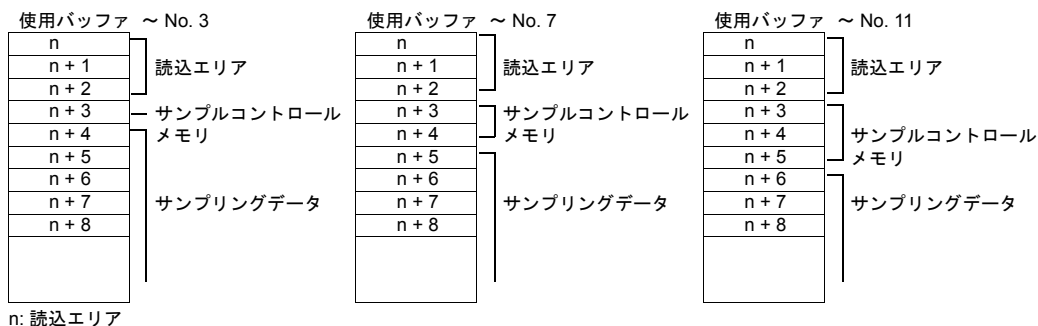 使用バッファ ～ No. 3
n
n + 1
n + 2
n + 3
n + 4
n + 5
n + 6
n + 7
n + 8
読込エリア
サンプルコントロール
メモリ
サンプリングデータ
使用バッファ ～ No. 7
n
n + 1
n + 2
n + 3
n + 4
n + 5
n + 6
n + 7
n + 8
読込エリア
サンプルコントロール
メモリ
サンプリングデータ
使用バッファ ～ No. 11
n
n + 1
n + 2
n + 3
n + 4
n + 5
n + 6
n + 7
n + 8
読込エリア
サンプルコントロール
メモリ
サンプリングデータ
n: 読込エリア